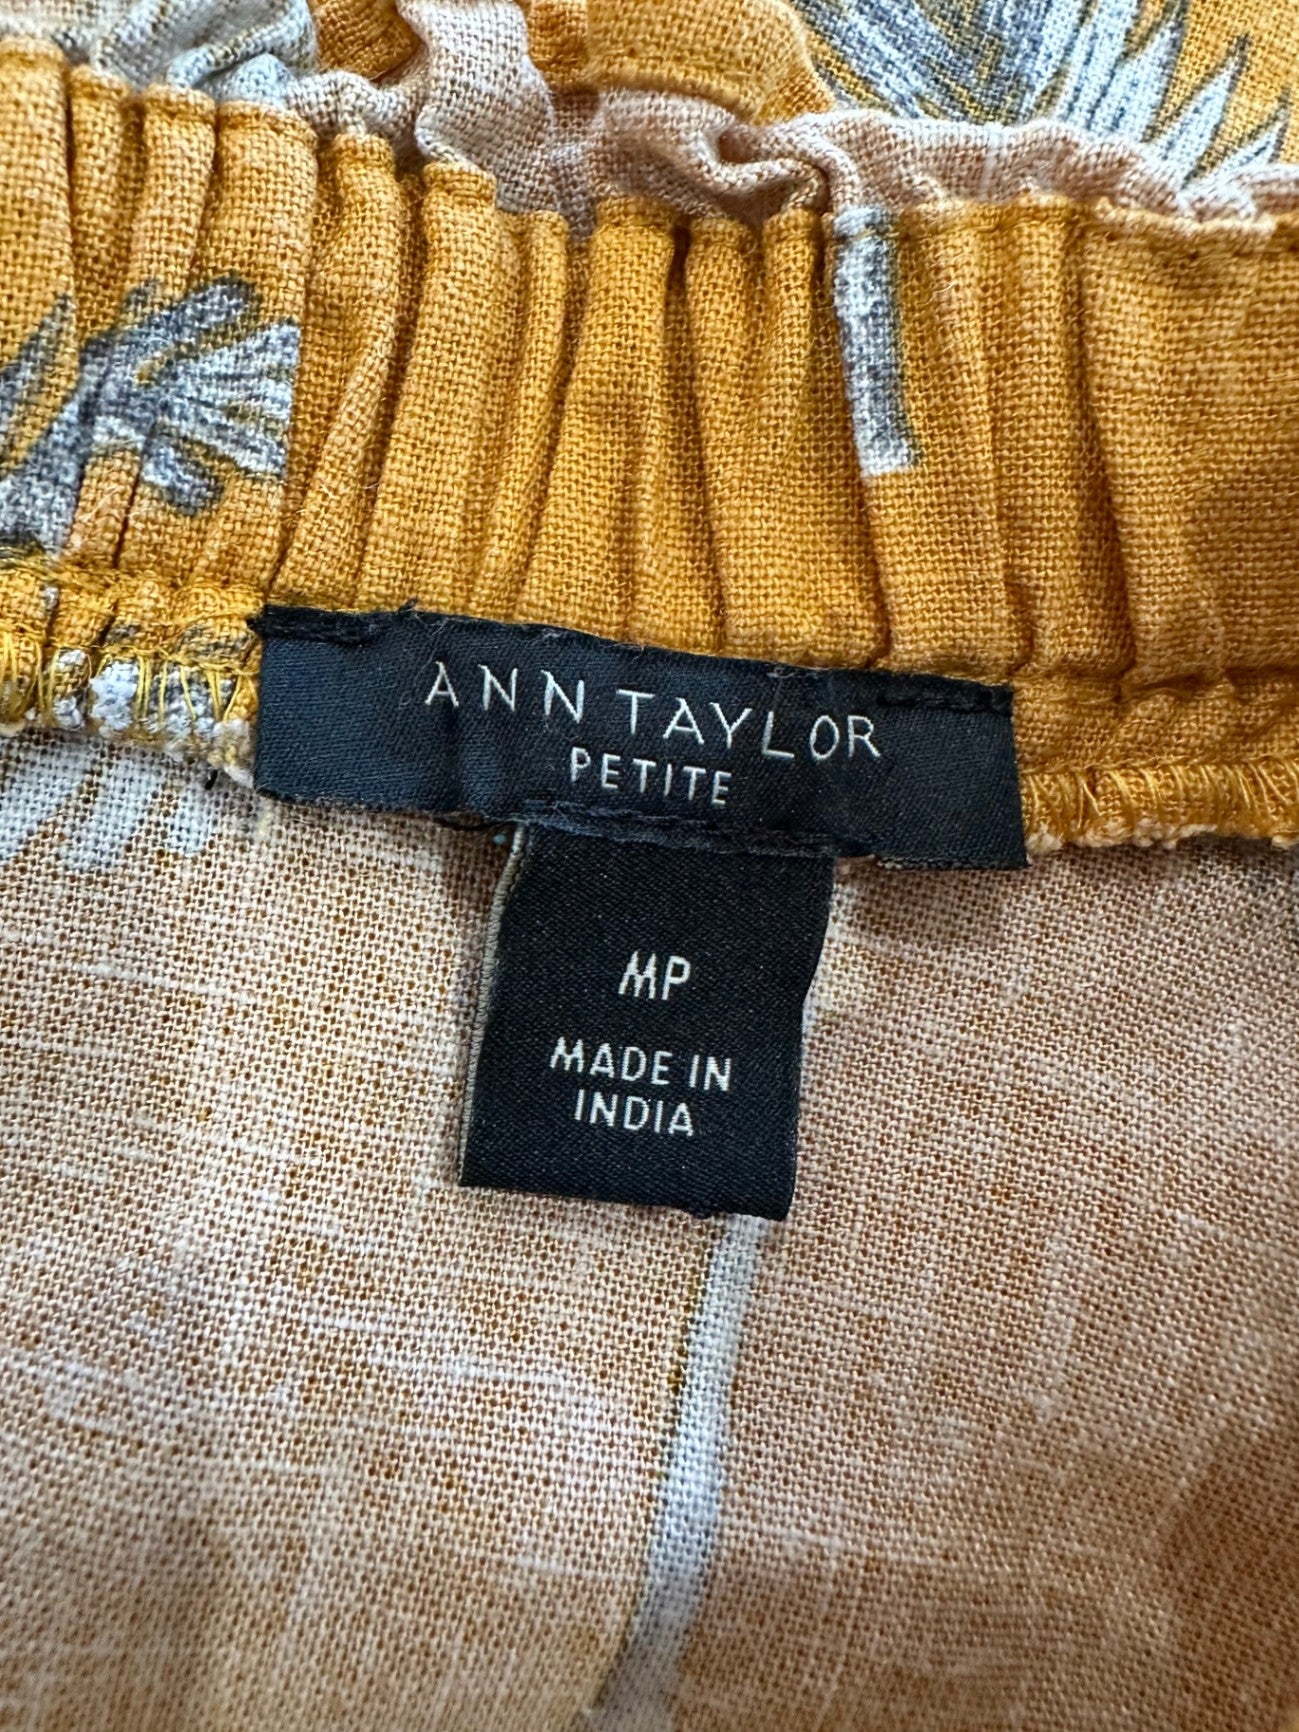 ANN TAYLOR
PETITE
MP
MADE IN
INDIA